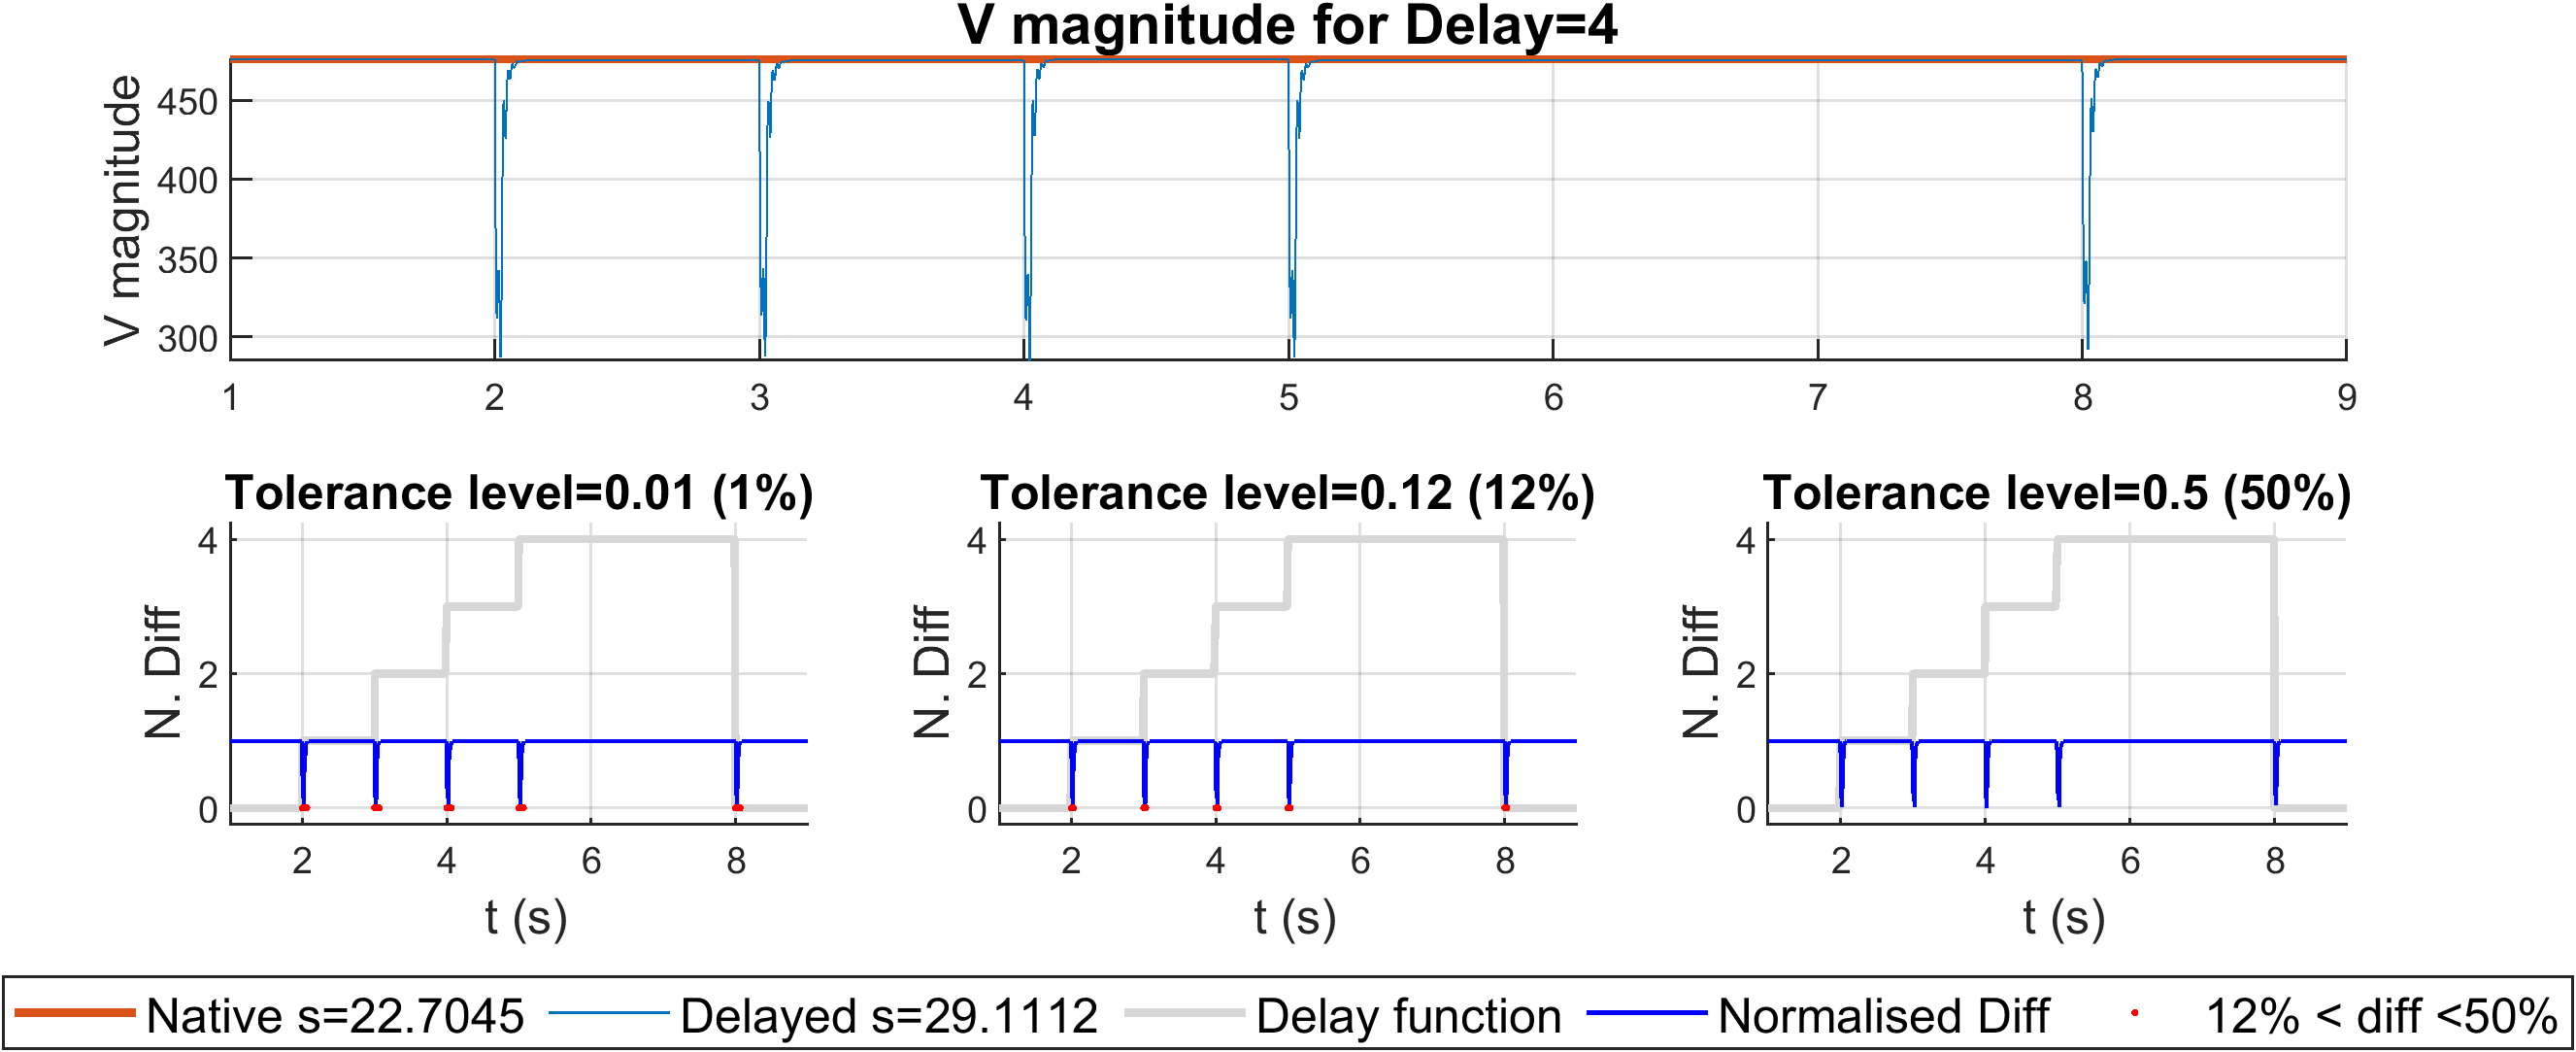 V magnitude for Delay=4
V magnitude
450
400
350
300
1 2 3 4 5 6 7 8 9
Tolerance level=0.01 (1%)
N. Diff
4
2
0
2 4 6 8
t (s)
Tolerance level=0.12 (12%)
N. Diff
4
2
0
2 4 6 8
t (s)
Tolerance level=0.5 (50%)
N. Diff
4
2
0
2 4 6 8
t (s)
Native s=22.7045 Delayed s=29.1112 Delay function Normalised Diff 12% < diff <50%